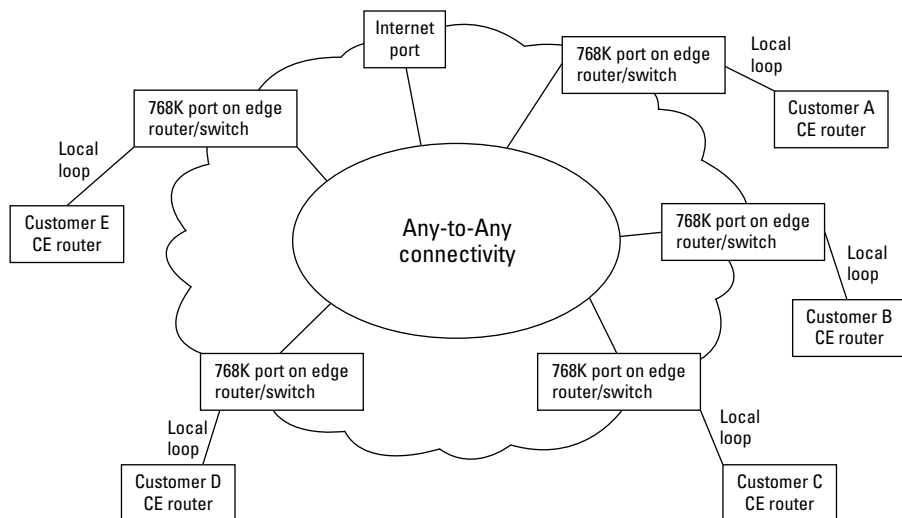 Internet
port
768K port on edge
router/switch
Local
loop
Customer A
CE router
768K port on edge
router/switch
Local
loop
Customer E
CE router
Any-to-Any
connectivity
768K port on edge
router/switch
Local
loop
Customer B
CE router
768K port on edge
router/switch
Local
loop
Customer D
CE router
768K port on edge
router/switch
Local
loop
Customer C
CE router